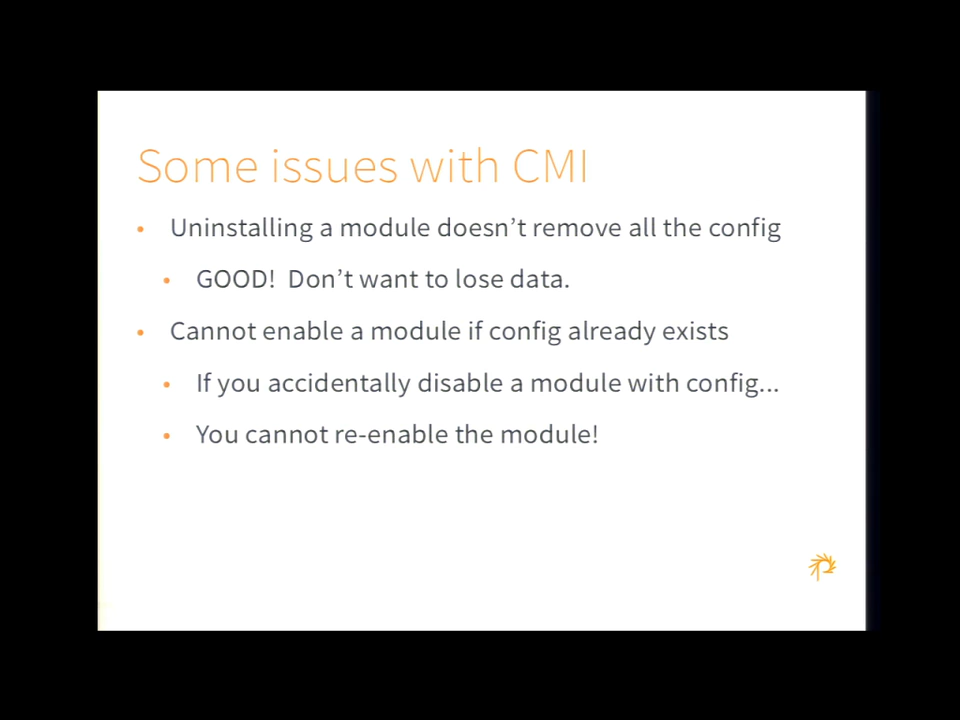 Some issues with CMI
• Uninstalling a module doesn’t remove all the config
• GOOD!  Don’t want to lose data.
• Cannot enable a module if config already exists
• If you accidentally disable a module with config...
• You cannot re-enable the module!